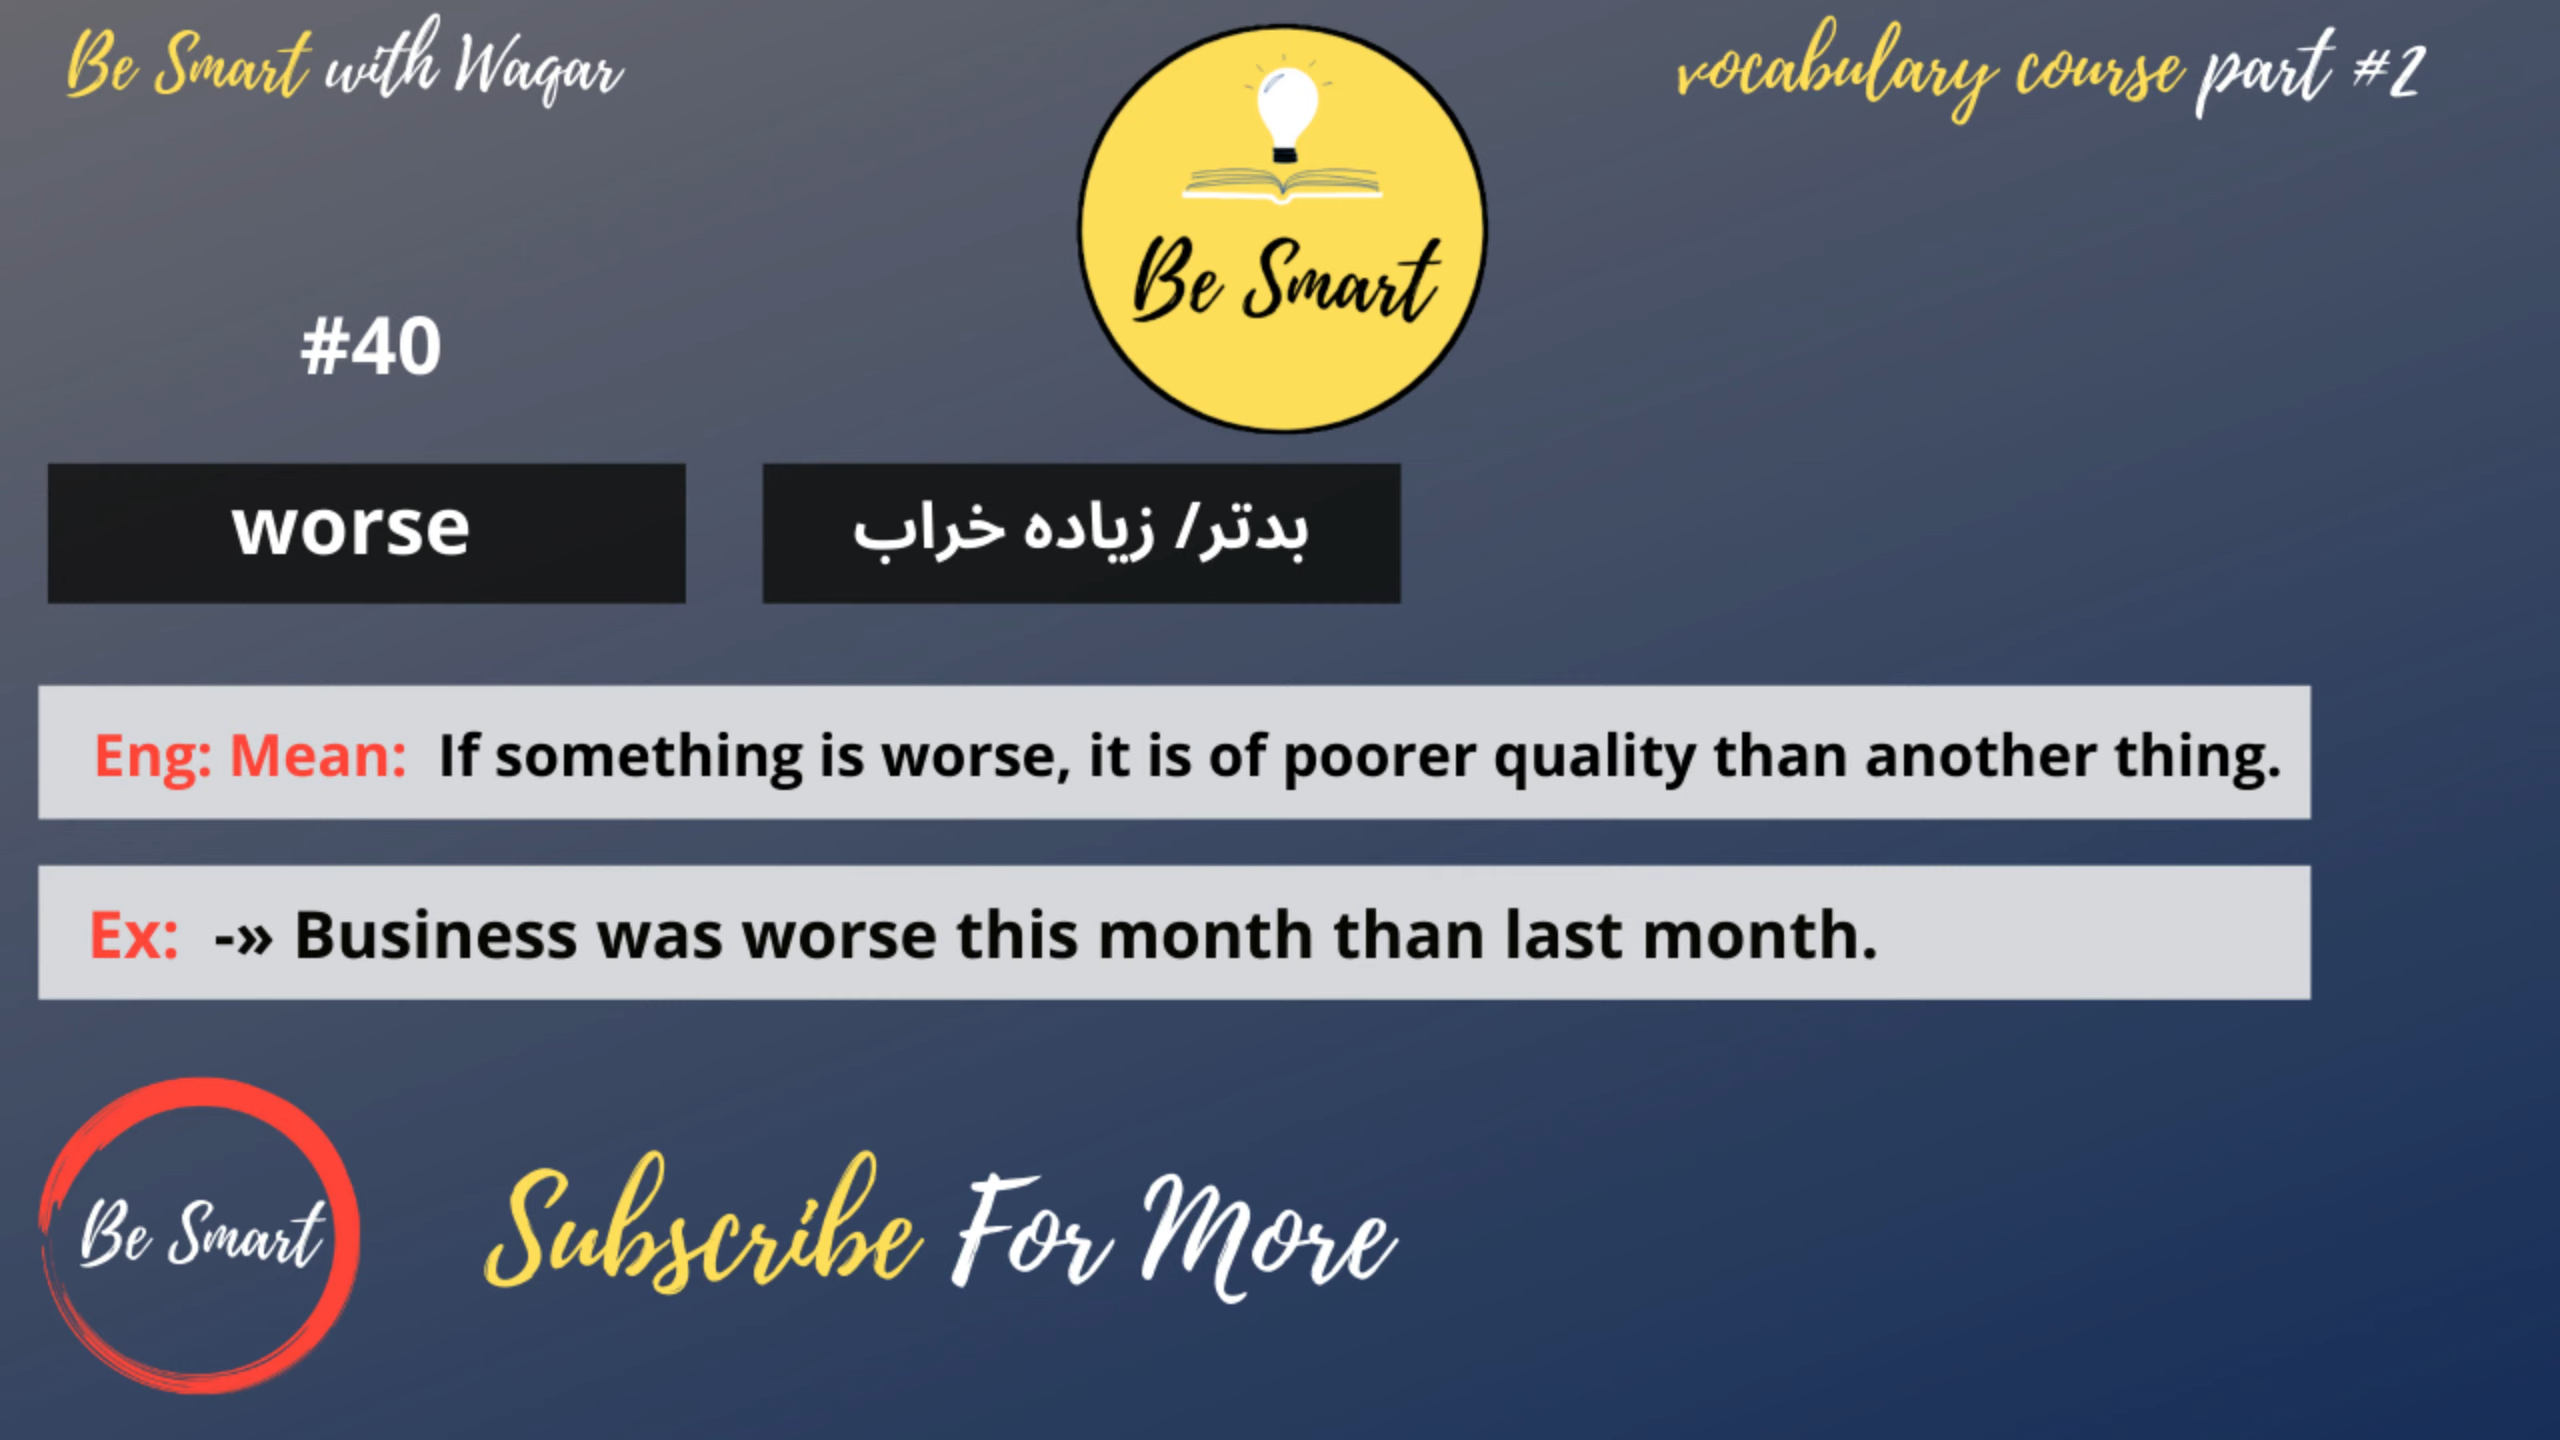 Be Smart with Waqar
vocabulary course part #2
Be Smart
#40
worse
بدتر/ زیادہ خراب
Eng: Mean: If something is worse, it is of poorer quality than another thing.
Ex: -» Business was worse this month than last month.
Be Smart
Subscribe For More